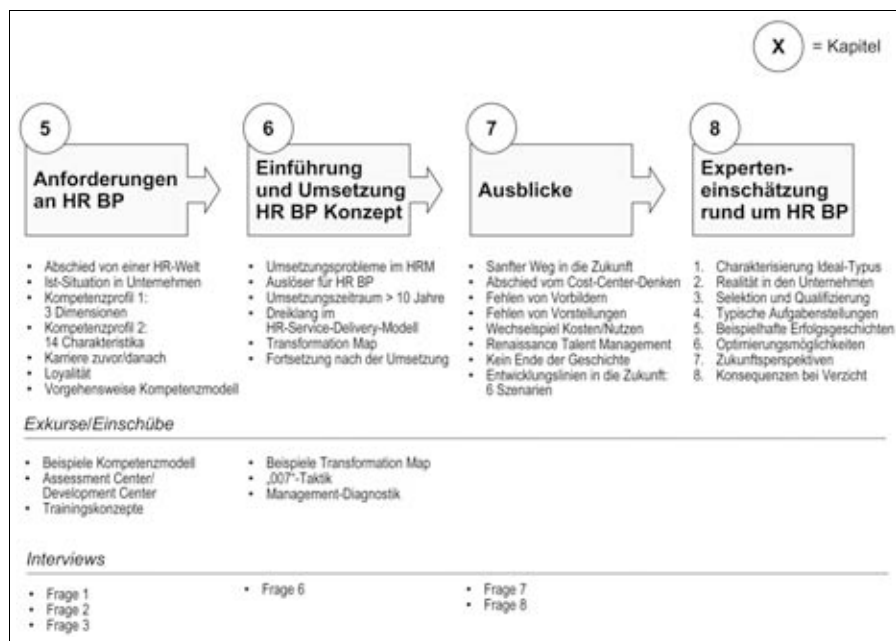 X = Kapitel
5
Anforderungen
an HR BP
• Abschied von einer HR-Welt
• Ist-Situation in Unternehmen
• Kompetenzprofil 1:
3 Dimensionen
• Kompetenzprofil 2:
14 Charakteristika
• Karriere zuvor/danach
• Loyalität
• Vorgehensweise Kompetenzmodell
6
Einführung
und Umsetzung
HR BP Konzept
• Umsetzungsprobleme im HRM
• Auslöser für HR BP
• Umsetzungszeitraum > 10 Jahre
• Dreiklang im
HR-Service-Delivery-Modell
• Transformation Map
• Fortsetzung nach der Umsetzung
7
Ausblicke
• Sanfter Weg in die Zukunft
• Abschied vom Cost-Center-Denken
• Fehlen von Vorbildern
• Fehlen von Vorstellungen
• Wechselspiel Kosten/Nutzen
• Renaissance Talent Management
• Kein Ende der Geschichte
• Entwicklungslinien in die Zukunft:
6 Szenarien
8
Experten-
einschätzung
rund um HR BP
1. Charakterisierung Ideal-Typus
2. Realität in den Unternehmen
3. Selektion und Qualifizierung
4. Typische Aufgabenstellungen
5. Beispielhafte Erfolgsgeschichten
6. Optimierungsmöglichkeiten
7. Zukunftsperspektiven
8. Konsequenzen bei Verzicht
Exkurse/Einschübe
• Beispiele Kompetenzmodell
• Assessment Center/
Development Center
• Trainingskonzepte
• Beispiele Transformation Map
• „007"-Taktik
• Management-Diagnostik
Interviews
• Frage 1
• Frage 2
• Frage 3
• Frage 6
• Frage 7
• Frage 8